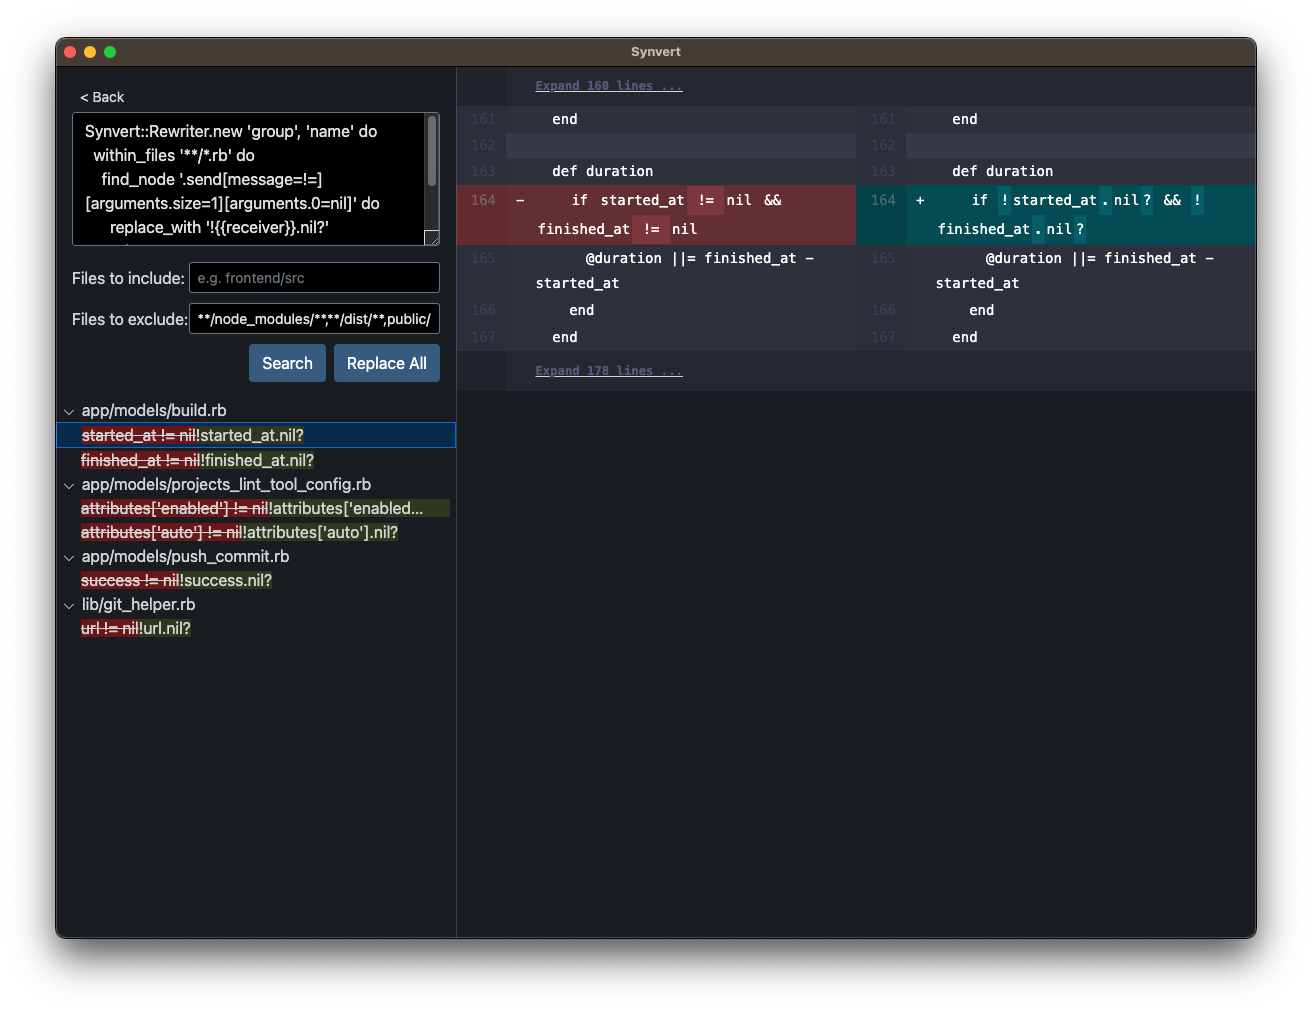 Synvert
< Back
Synvert::Rewriter.new 'group', 'name' do
within_files '**/*.rb' do
find_node '.send[message=!=]
[arguments.size=1][arguments.0=nil]' do
replace_with '!{{receiver}}.nil?'
Files to include: e.g. frontend/src
Files to exclude: **/node_modules/**,**/dist/**,public/
Search Replace All
app/models/build.rb
started_at != nil!started_at.nil?
finished_at != nil!finished_at.nil?
app/models/projects_lint_tool_config.rb
attributes['enabled'] != nil!attributes['enabled...
attributes['auto'] != nil!attributes['auto'].nil?
app/models/push_commit.rb
success != nil!success.nil?
lib/git_helper.rb
url != nil!url.nil?
Expand 160 lines ...
161 end
162
163 def duration
164 - if started_at != nil &&
finished_at != nil
165 @duration ||= finished_at -
started_at
166 end
167 end
161 end
162
163 def duration
164 + if !started_at.nil? && !
finished_at.nil?
165 @duration ||= finished_at -
started_at
166 end
167 end
Expand 178 lines ...